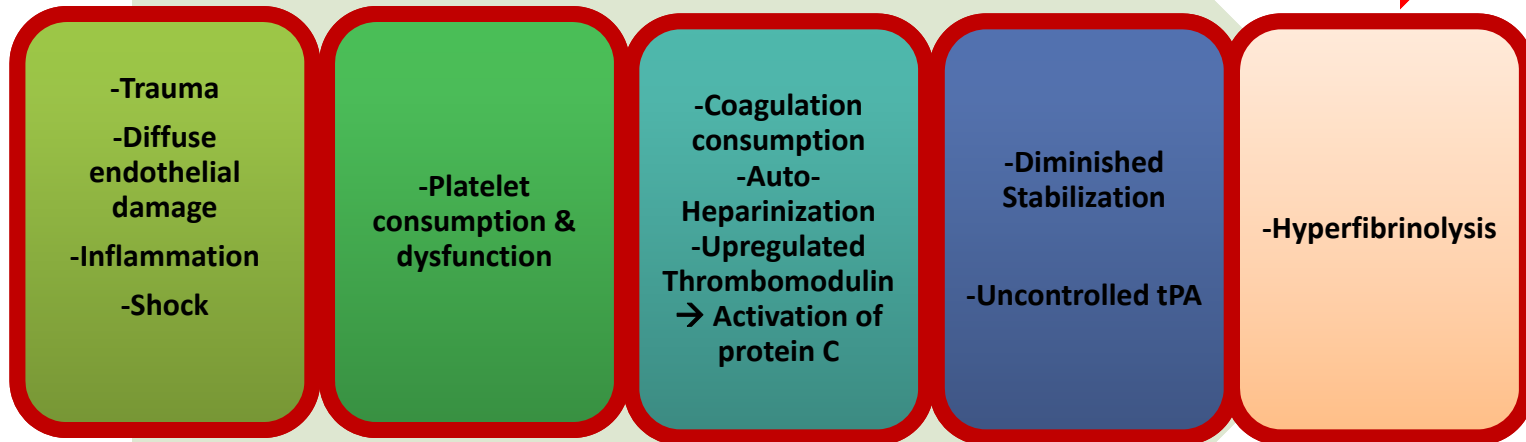 -Trauma
-Diffuse
endothelial
damage
-Inflammation
-Shock
-Platelet
consumption &
dysfunction
-Coagulation
consumption
-Auto-
Heparinization
-Upregulated
Thrombomodulin
→ Activation of
protein C
-Diminished
Stabilization
-Uncontrolled tPA
-Hyperfibrinolysis